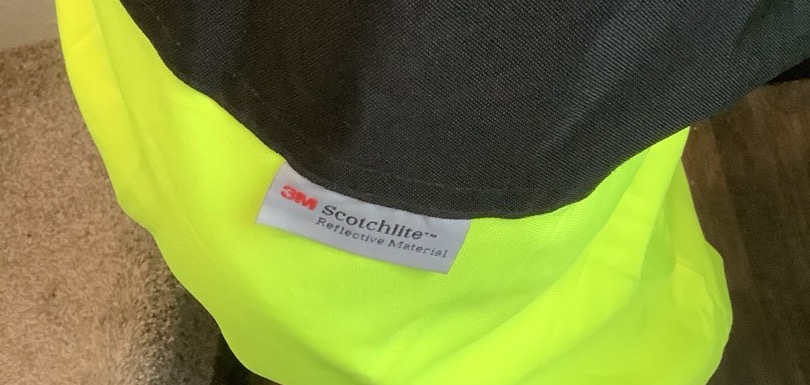 3M Scotchlite™
Reflective Material